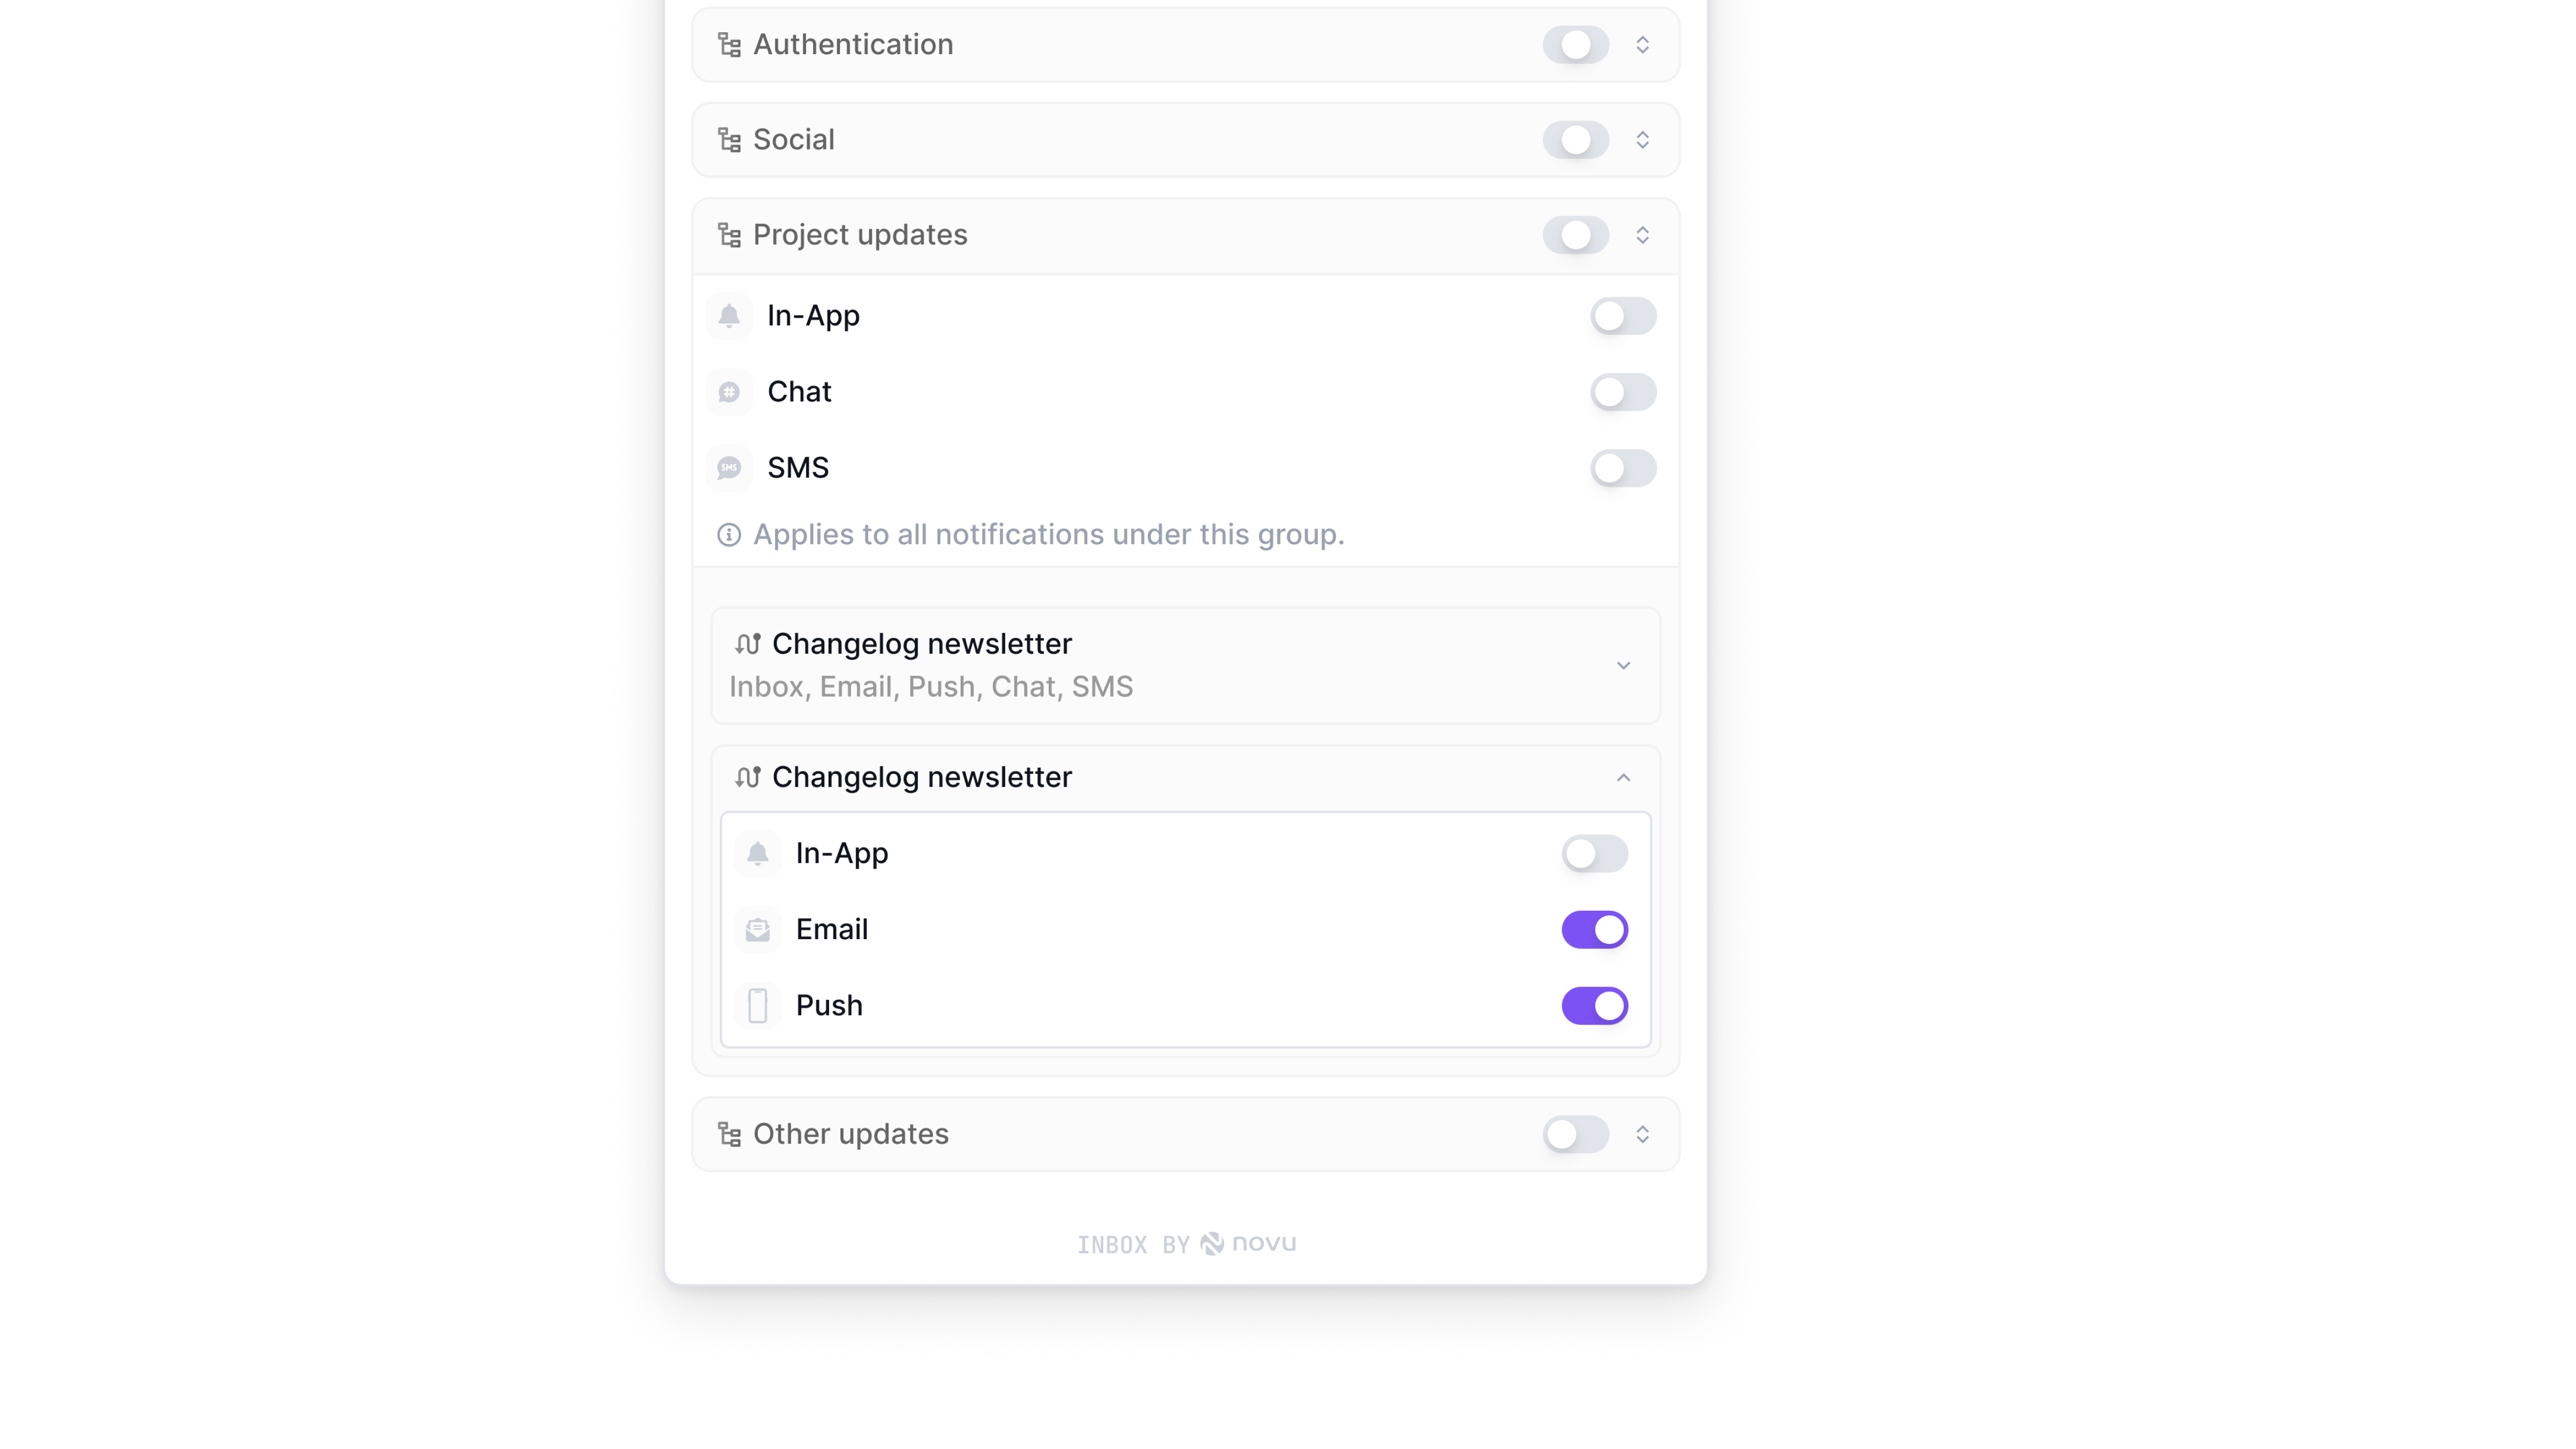 Authentication
Social
Project updates
In-App
Chat
SMS
SMS
Applies to all notifications under this group.
Changelog newsletter
Inbox, Email, Push, Chat, SMS
Changelog newsletter
In-App
Email
Push
Other updates
INBOX BY novu